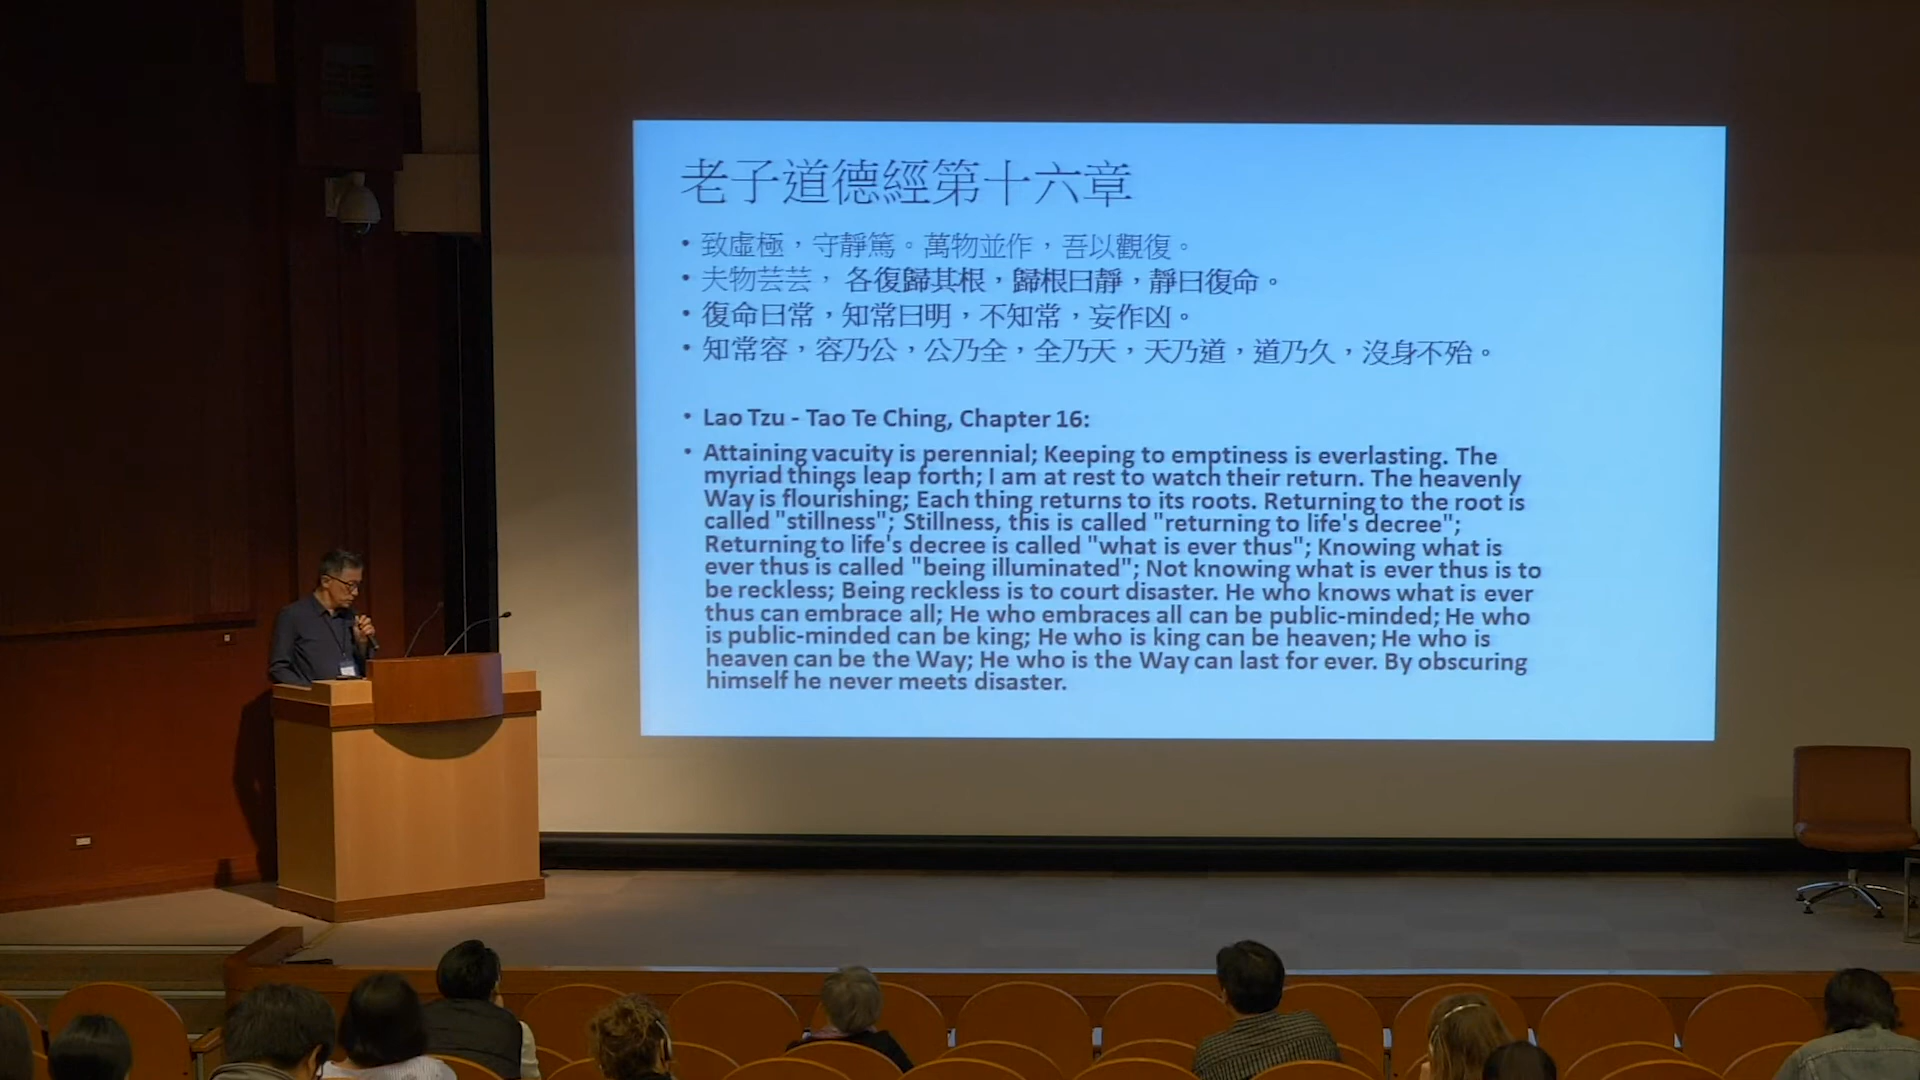 老子道德經第十六章
• 致虛極，守靜篤。萬物並作，吾以觀復。
• 夫物芸芸，各復歸其根，歸根曰靜，靜曰復命。
• 復命曰常，知常曰明，不知常，妄作凶。
• 知常容，容乃公，公乃全，全乃天，天乃道，道乃久，沒身不殆。
• Lao Tzu - Tao Te Ching, Chapter 16:
• Attaining vacuity is perennial; Keeping to emptiness is everlasting. The
myriad things leap forth; I am at rest to watch their return. The heavenly
Way is flourishing; Each thing returns to its roots. Returning to the root is
called "stillness"; Stillness, this is called "returning to life's decree";
Returning to life's decree is called "what is ever thus"; Knowing what is
ever thus is called "being illuminated"; Not knowing what is ever thus is to
be reckless; Being reckless is to court disaster. He who knows what is ever
thus can embrace all; He who embraces all can be public-minded; He who
is public-minded can be king; He who is king can be heaven; He who is
heaven can be the Way; He who is the Way can last for ever. By obscuring
himself he never meets disaster.